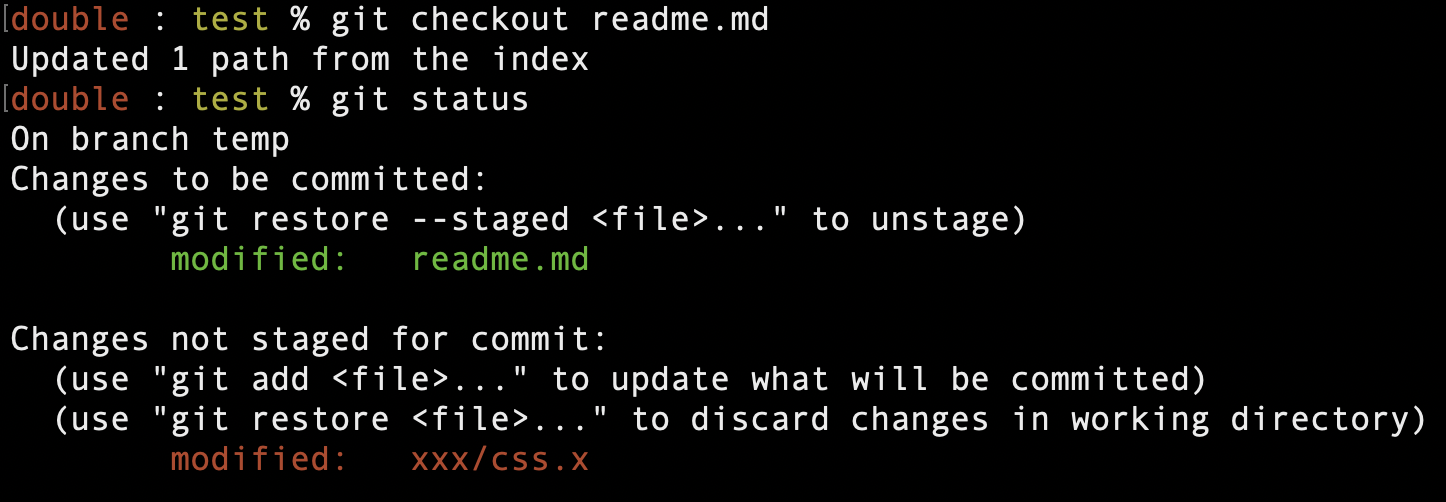 [double : test % git checkout readme.md
Updated 1 path from the index
[double : test % git status
On branch temp
Changes to be committed:
  (use "git restore --staged <file>..." to unstage)
        modified:   readme.md

Changes not staged for commit:
  (use "git add <file>..." to update what will be committed)
  (use "git restore <file>..." to discard changes in working directory)
        modified:   xxx/css.x